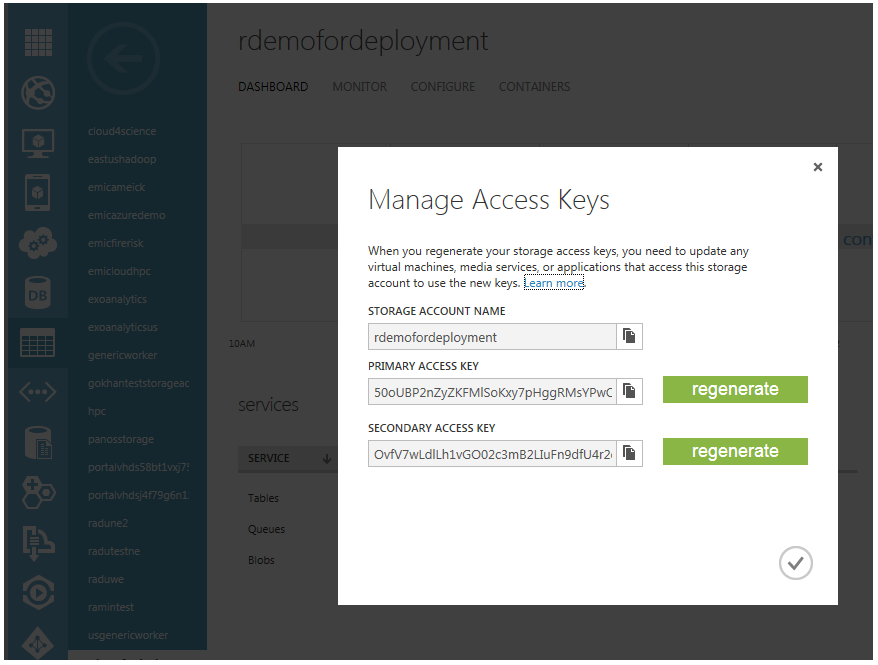 rdemofordeployment
DASHBOARD MONITOR CONFIGURE CONTAINERS
cloud4science
eastushadoop
emicameick
emicazuredemo
emicfirerisk
emicloudhpc
exoanalytics
exoanalyticsus
genericworker
gokhanteststorageac
hpc
panosstorage
portalvhds58bt1vxj7
portalvhdsj4f79g6n1
radune2
radutestne
raduwe
ramintest
usgenericworker
DB
10AM
services
SERVICE
Tables
Queues
Blobs
con
Manage Access Keys
When you regenerate your storage access keys, you need to update any
virtual machines, media services, or applications that access this storage
account to use the new keys. Learn more.
STORAGE ACCOUNT NAME
rdemofordeployment
PRIMARY ACCESS KEY
50oUBP2nZyZKFMlSoKxy7pHggRMsYPwC
regenerate
SECONDARY ACCESS KEY
OvfV7wLdlLh1vGO02c3mB2LIuFn9dfU4r2
regenerate